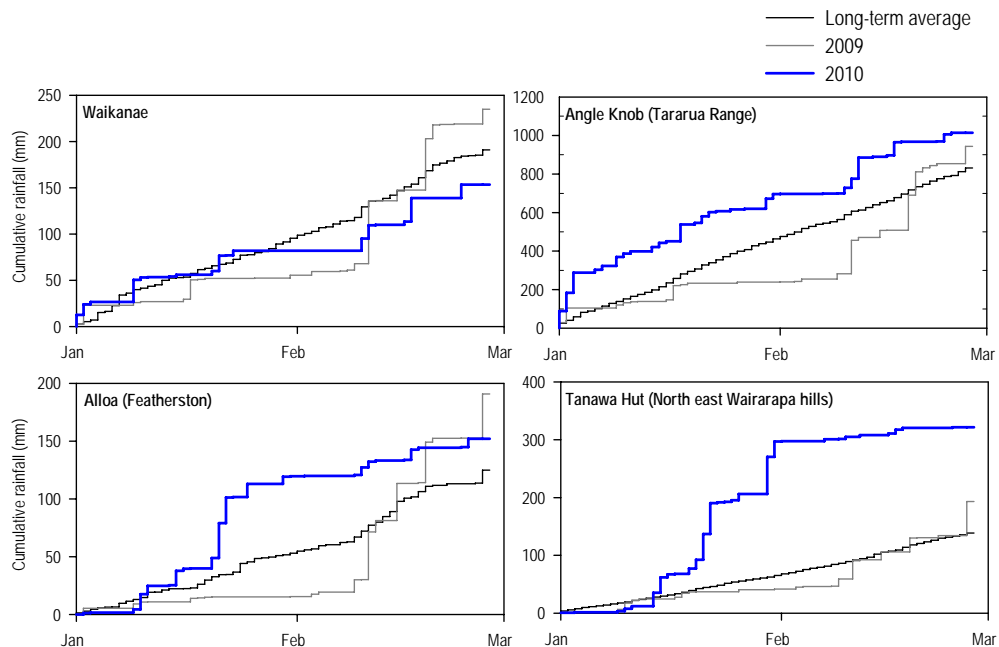 Long-term average
2009
2010
Waikanae
Cumulative rainfall (mm)
250
200
150
100
50
0
Jan
Feb
Mar
Angle Knob (Tararua Range)
1200
1000
800
600
400
200
0
Jan
Feb
Mar
Alloa (Featherston)
Cumulative rainfall (mm)
200
150
100
50
0
Jan
Feb
Mar
Tanawa Hut (North east Wairarapa hills)
400
300
200
100
0
Jan
Feb
Mar